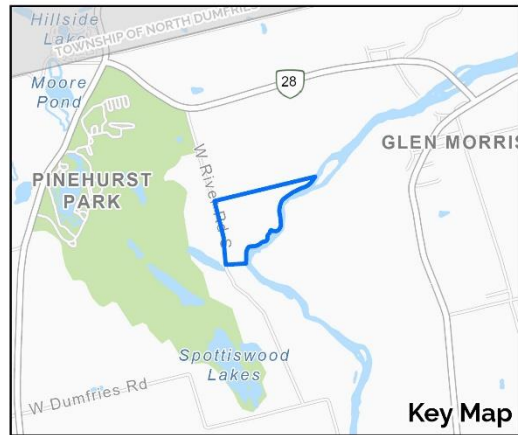 Hillside
Lake
TOWNSHIP OF NORTH DUMFRIES
Moore
Pond
28
GLEN MORRIS
PINEHURST
PARK
W River Rd S
Spottiswood
Lakes
W Dumfries Rd
Key Map